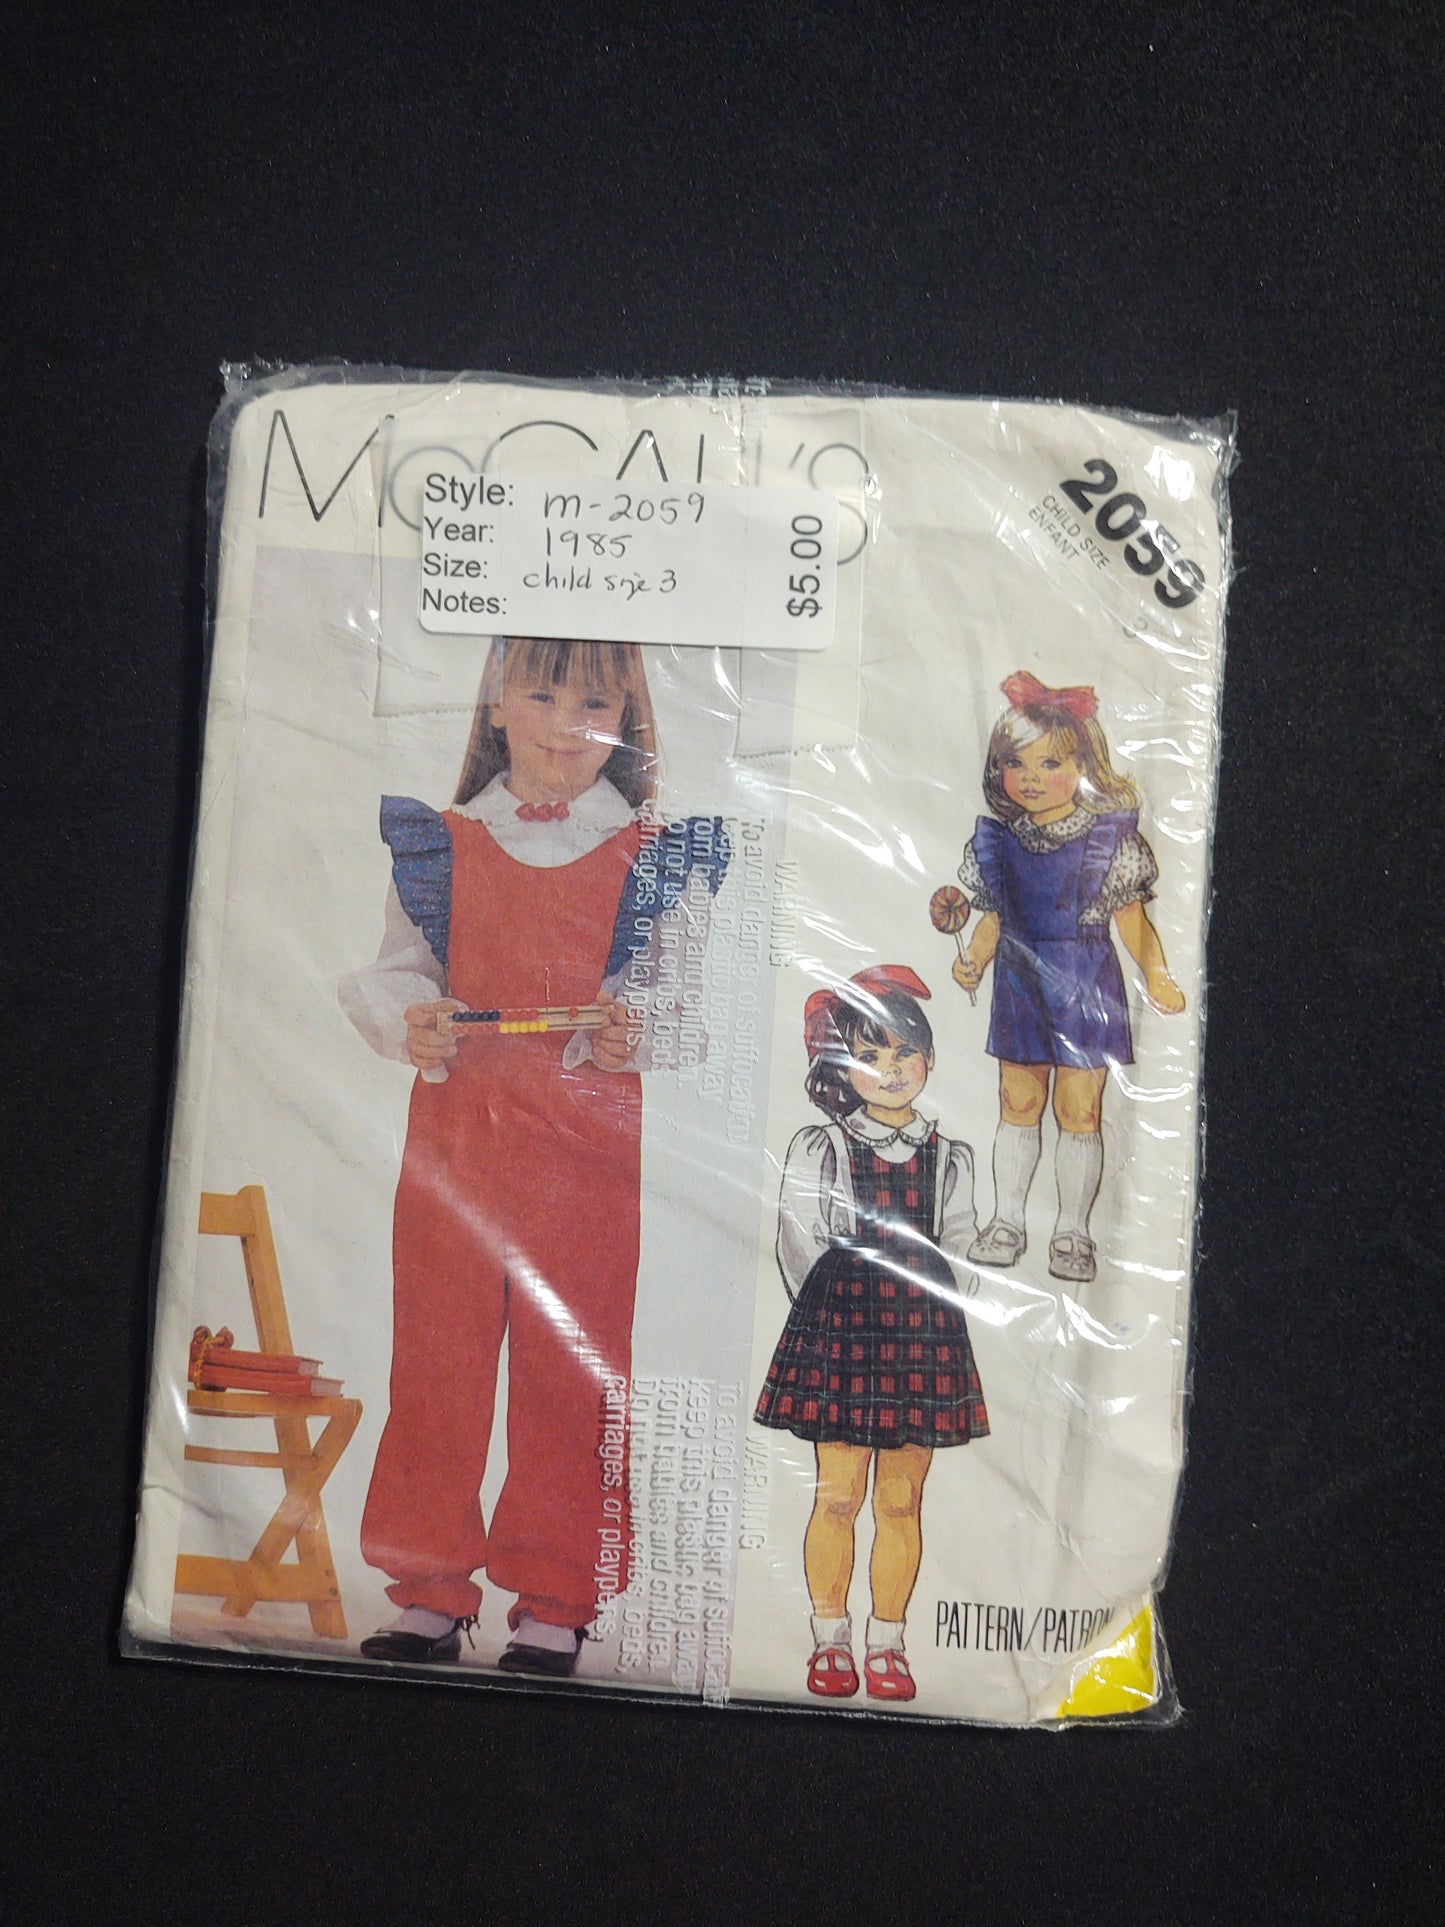 McCALL'S
Style: m-2059
Year: 1985
Size: child size 3
Notes:
$5.00
2059
CHILD SIZE
ENFANT
3
WARNING
To avoid danger of suffocation
keep this plastic bag away
from babies and children.
Do not use in cribs, beds,
carriages, or playpens.
WARNING
To avoid danger of suffocation
keep this plastic bag away
from babies and children.
Do not use in cribs, beds,
carriages, or playpens.
PATTERN/PATRON